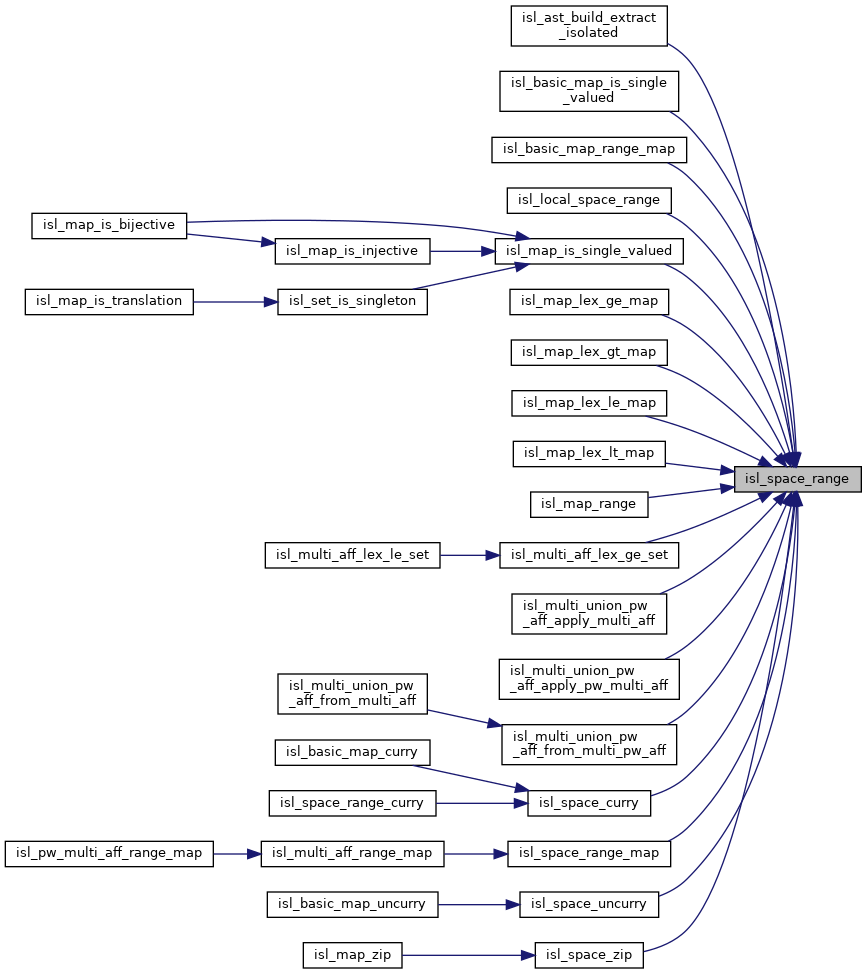 isl_ast_build_extract
_isolated
isl_basic_map_is_single
_valued
isl_basic_map_range_map
isl_local_space_range
isl_map_is_bijective
isl_map_is_injective
isl_map_is_single_valued
isl_map_is_translation
isl_set_is_singleton
isl_map_lex_ge_map
isl_map_lex_gt_map
isl_map_lex_le_map
isl_map_lex_lt_map
isl_space_range
isl_map_range
isl_multi_aff_lex_le_set
isl_multi_aff_lex_ge_set
isl_multi_union_pw
_aff_apply_multi_aff
isl_multi_union_pw
_aff_apply_pw_multi_aff
isl_multi_union_pw
_aff_from_multi_aff
isl_multi_union_pw
_aff_from_multi_pw_aff
isl_basic_map_curry
isl_space_range_curry
isl_space_curry
isl_pw_multi_aff_range_map
isl_multi_aff_range_map
isl_space_range_map
isl_basic_map_uncurry
isl_space_uncurry
isl_map_zip
isl_space_zip